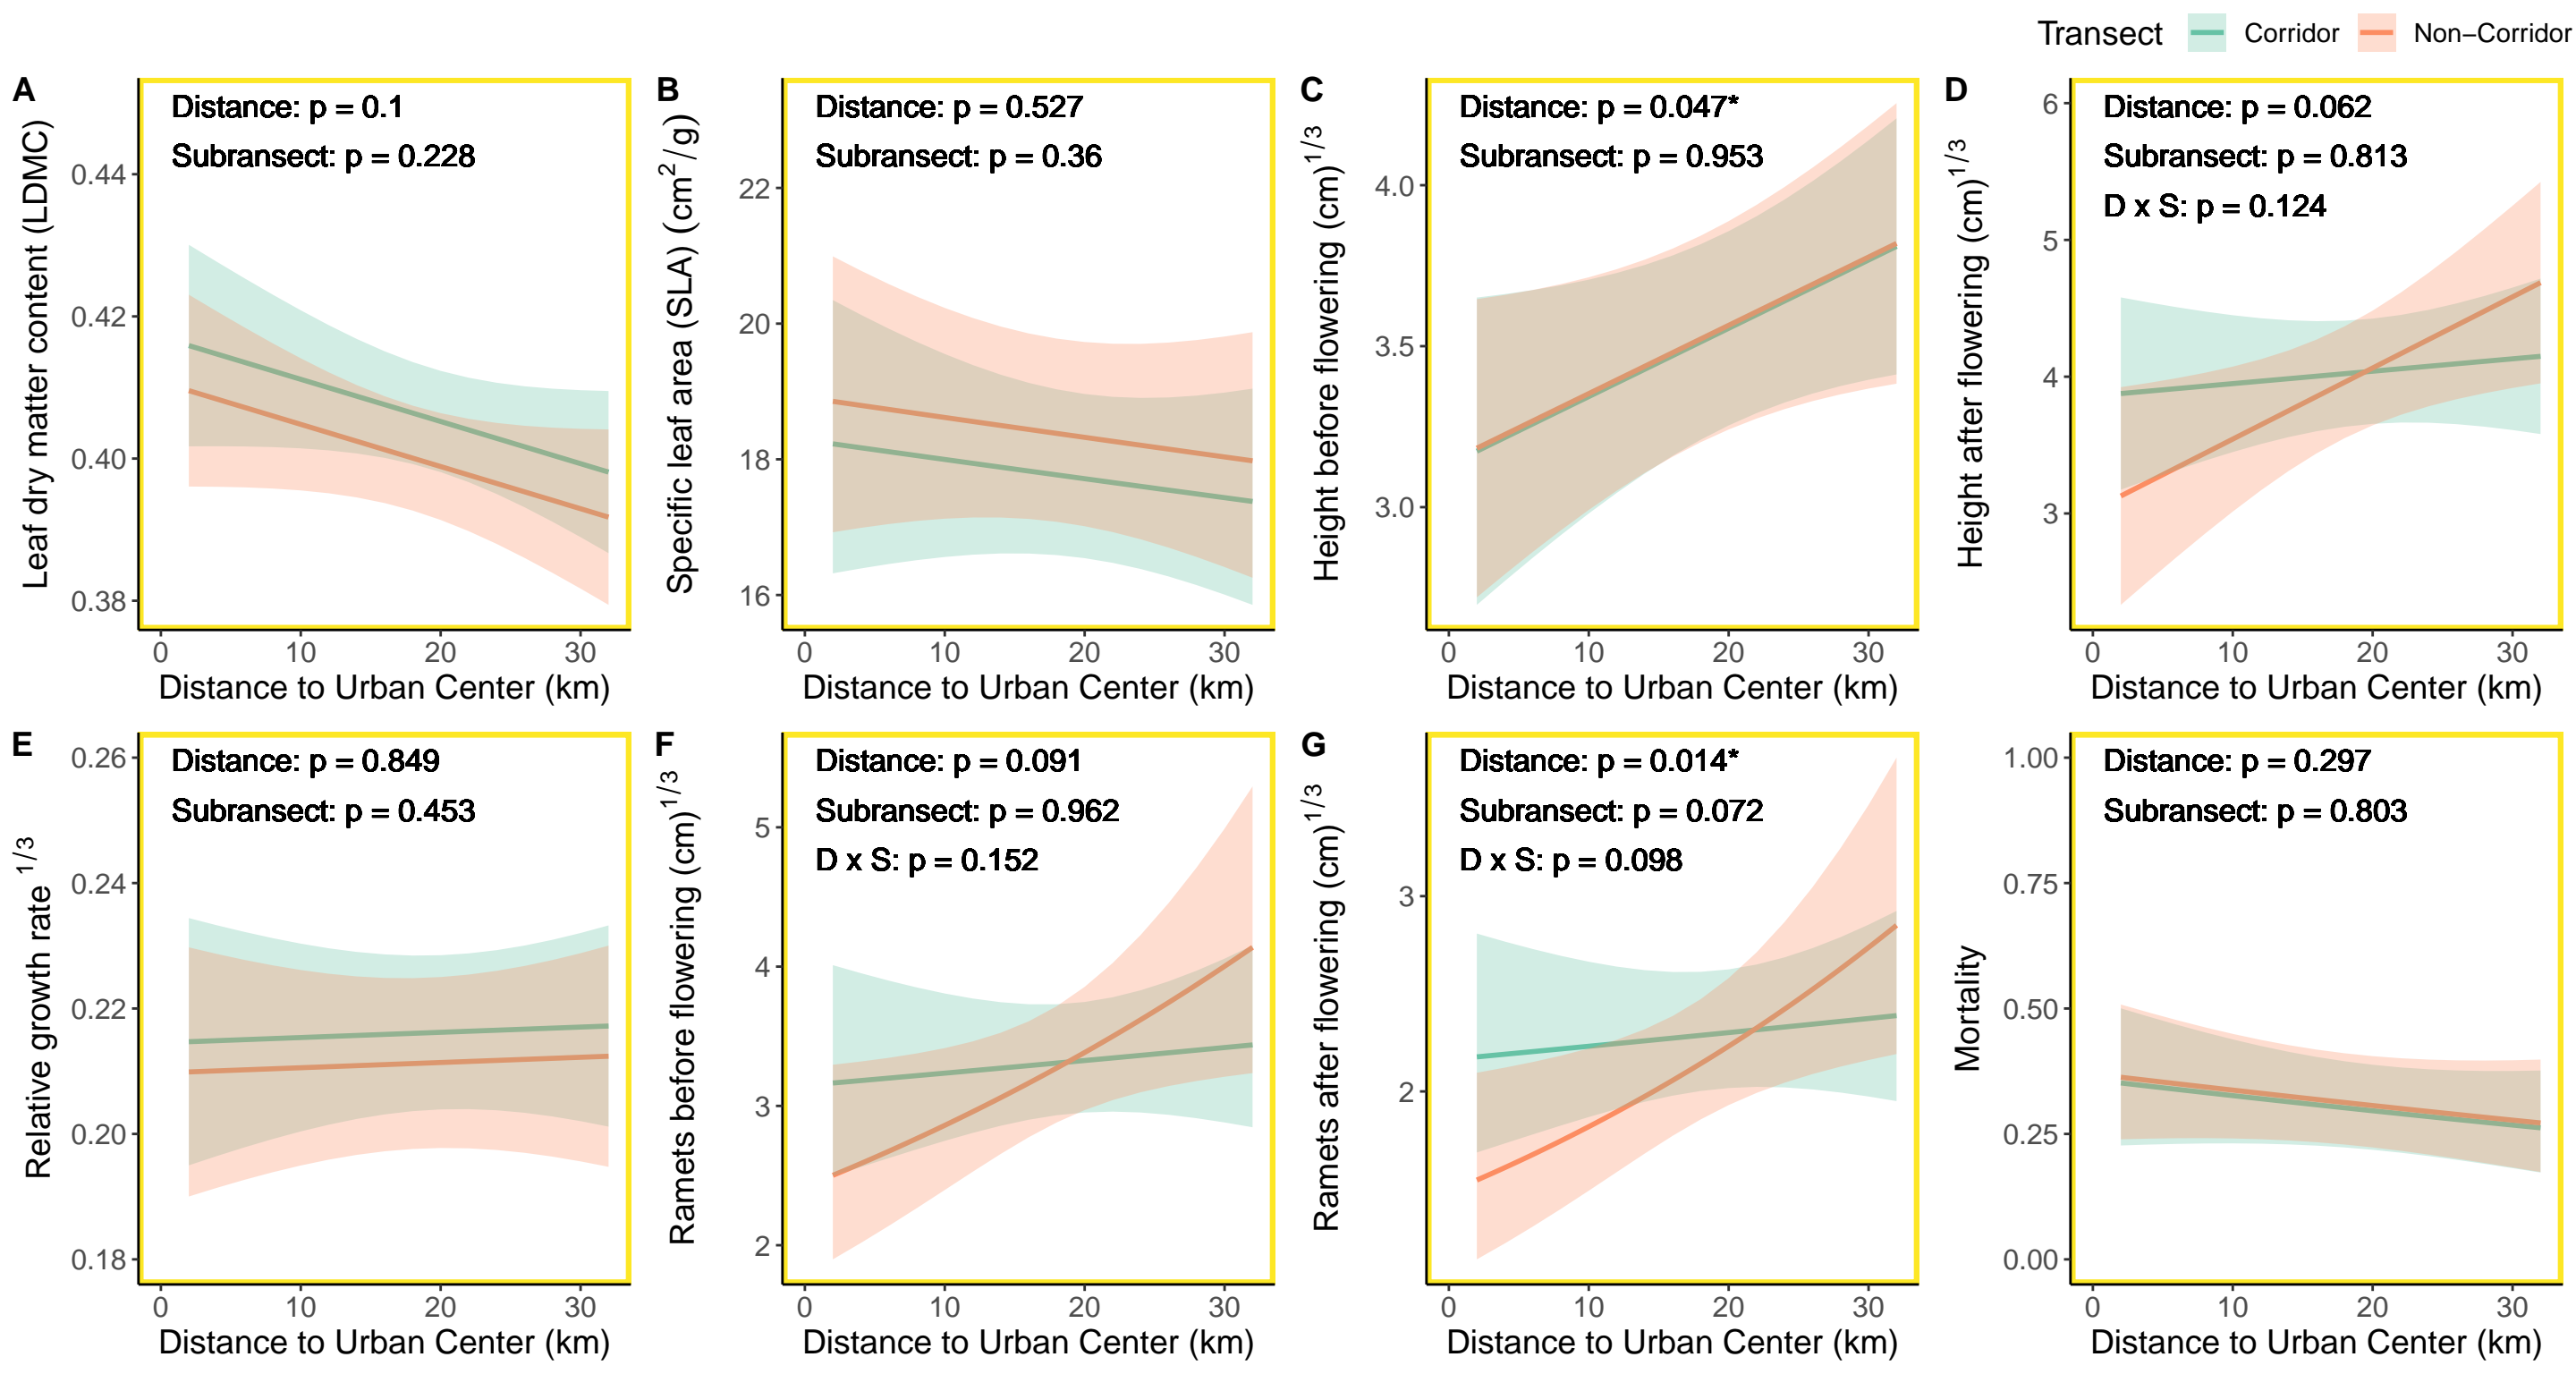 Transect Corridor Non−Corridor
A
Distance: p = 0.1
Subransect: p = 0.228
Leaf dry matter content (LDMC)
0.44
0.42
0.40
0.38
0 10 20 30
Distance to Urban Center (km)
B
Distance: p = 0.527
Subransect: p = 0.36
Specific leaf area (SLA) (cm²/g)
22
20
18
16
0 10 20 30
Distance to Urban Center (km)
C
Distance: p = 0.047*
Subransect: p = 0.953
Height before flowering (cm)^1/3
4.0
3.5
3.0
0 10 20 30
Distance to Urban Center (km)
D
Distance: p = 0.062
Subransect: p = 0.813
D x S: p = 0.124
Height after flowering (cm)^1/3
6
5
4
3
0 10 20 30
Distance to Urban Center (km)
E
Distance: p = 0.849
Subransect: p = 0.453
Relative growth rate ^1/3
0.26
0.24
0.22
0.20
0.18
0 10 20 30
Distance to Urban Center (km)
F
Distance: p = 0.091
Subransect: p = 0.962
D x S: p = 0.152
Ramets before flowering (cm)^1/3
5
4
3
2
0 10 20 30
Distance to Urban Center (km)
G
Distance: p = 0.014*
Subransect: p = 0.072
D x S: p = 0.098
Ramets after flowering (cm)^1/3
3
2
0 10 20 30
Distance to Urban Center (km)
Distance: p = 0.297
Subransect: p = 0.803
Mortality
1.00
0.75
0.50
0.25
0.00
0 10 20 30
Distance to Urban Center (km)